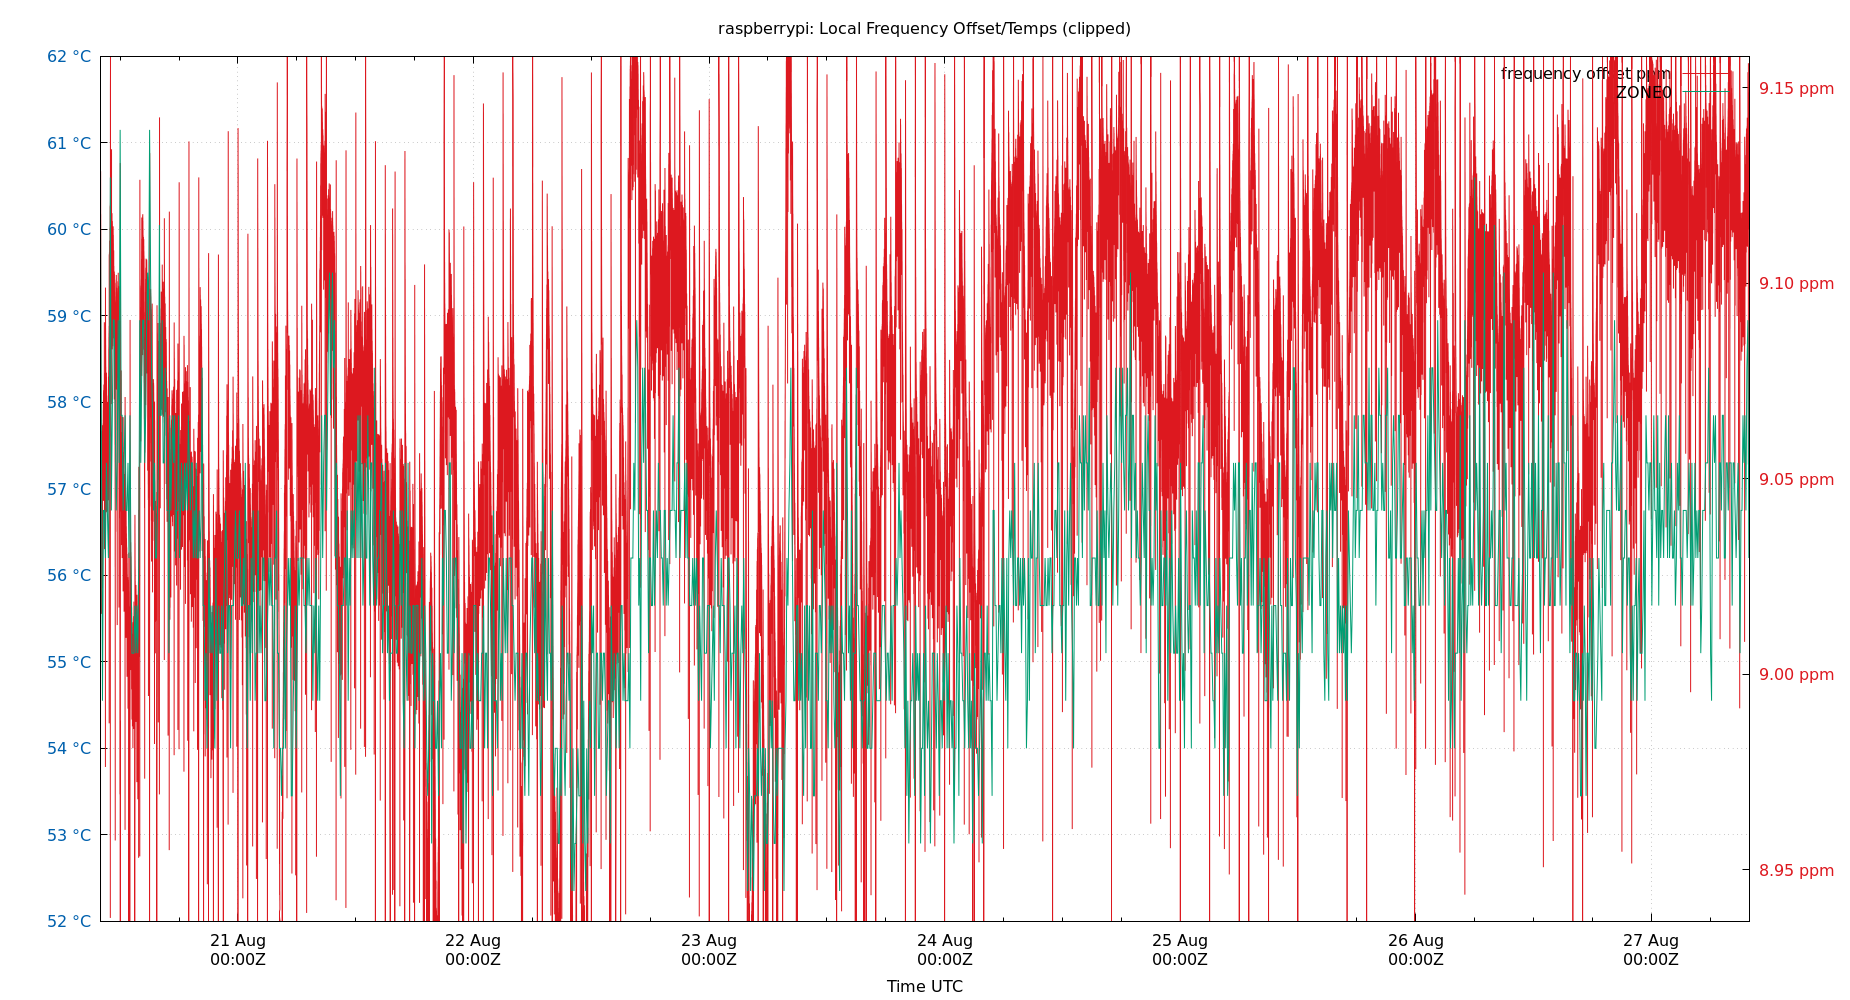 raspberrypi: Local Frequency Offset/Temps (clipped)
62 °C
61 °C
60 °C
59 °C
58 °C
57 °C
56 °C
55 °C
54 °C
53 °C
52 °C
frequency offset ppm
ZONE0
9.15 ppm
9.10 ppm
9.05 ppm
9.00 ppm
8.95 ppm
21 Aug 22 Aug 23 Aug 24 Aug 25 Aug 26 Aug 27 Aug
00:00Z 00:00Z 00:00Z 00:00Z 00:00Z 00:00Z 00:00Z
Time UTC